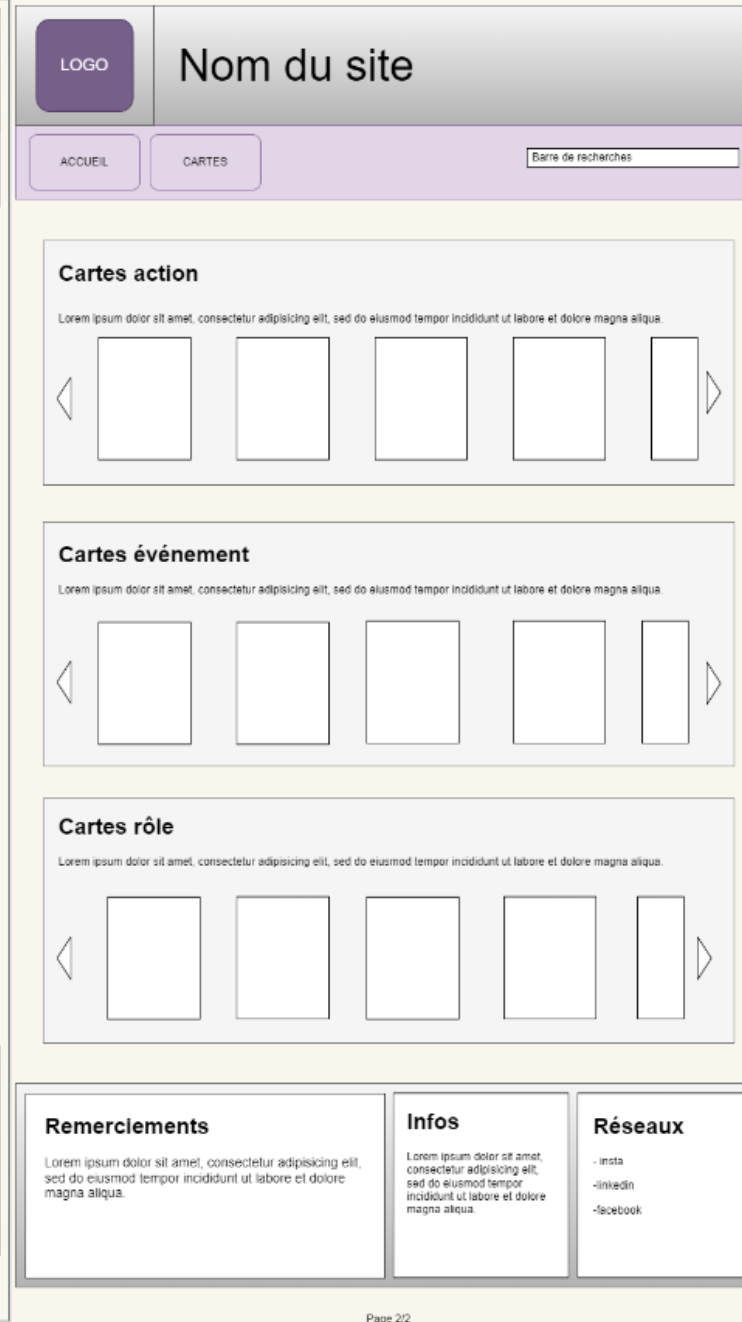 LOGO
Nom du site
ACCUEIL
CARTES
Barre de recherches
Cartes action
Lorem ipsum dolor sit amet, consectetur adipisicing elit, sed do eiusmod tempor incididunt ut labore et dolore magna aliqua.
Cartes événement
Lorem ipsum dolor sit amet, consectetur adipisicing elit, sed do eiusmod tempor incididunt ut labore et dolore magna aliqua.
Cartes rôle
Lorem ipsum dolor sit amet, consectetur adipisicing elit, sed do eiusmod tempor incididunt ut labore et dolore magna aliqua.
Remerciements
Lorem ipsum dolor sit amet, consectetur adipisicing elit,
sed do eiusmod tempor incididunt ut labore et dolore
magna aliqua.
Infos
Lorem ipsum dolor sit amet,
consectetur adipisicing elit,
sed do eiusmod tempor
incididunt ut labore et dolore
magna aliqua.
Réseaux
- insta
-linkedin
-facebook
Page 2/2